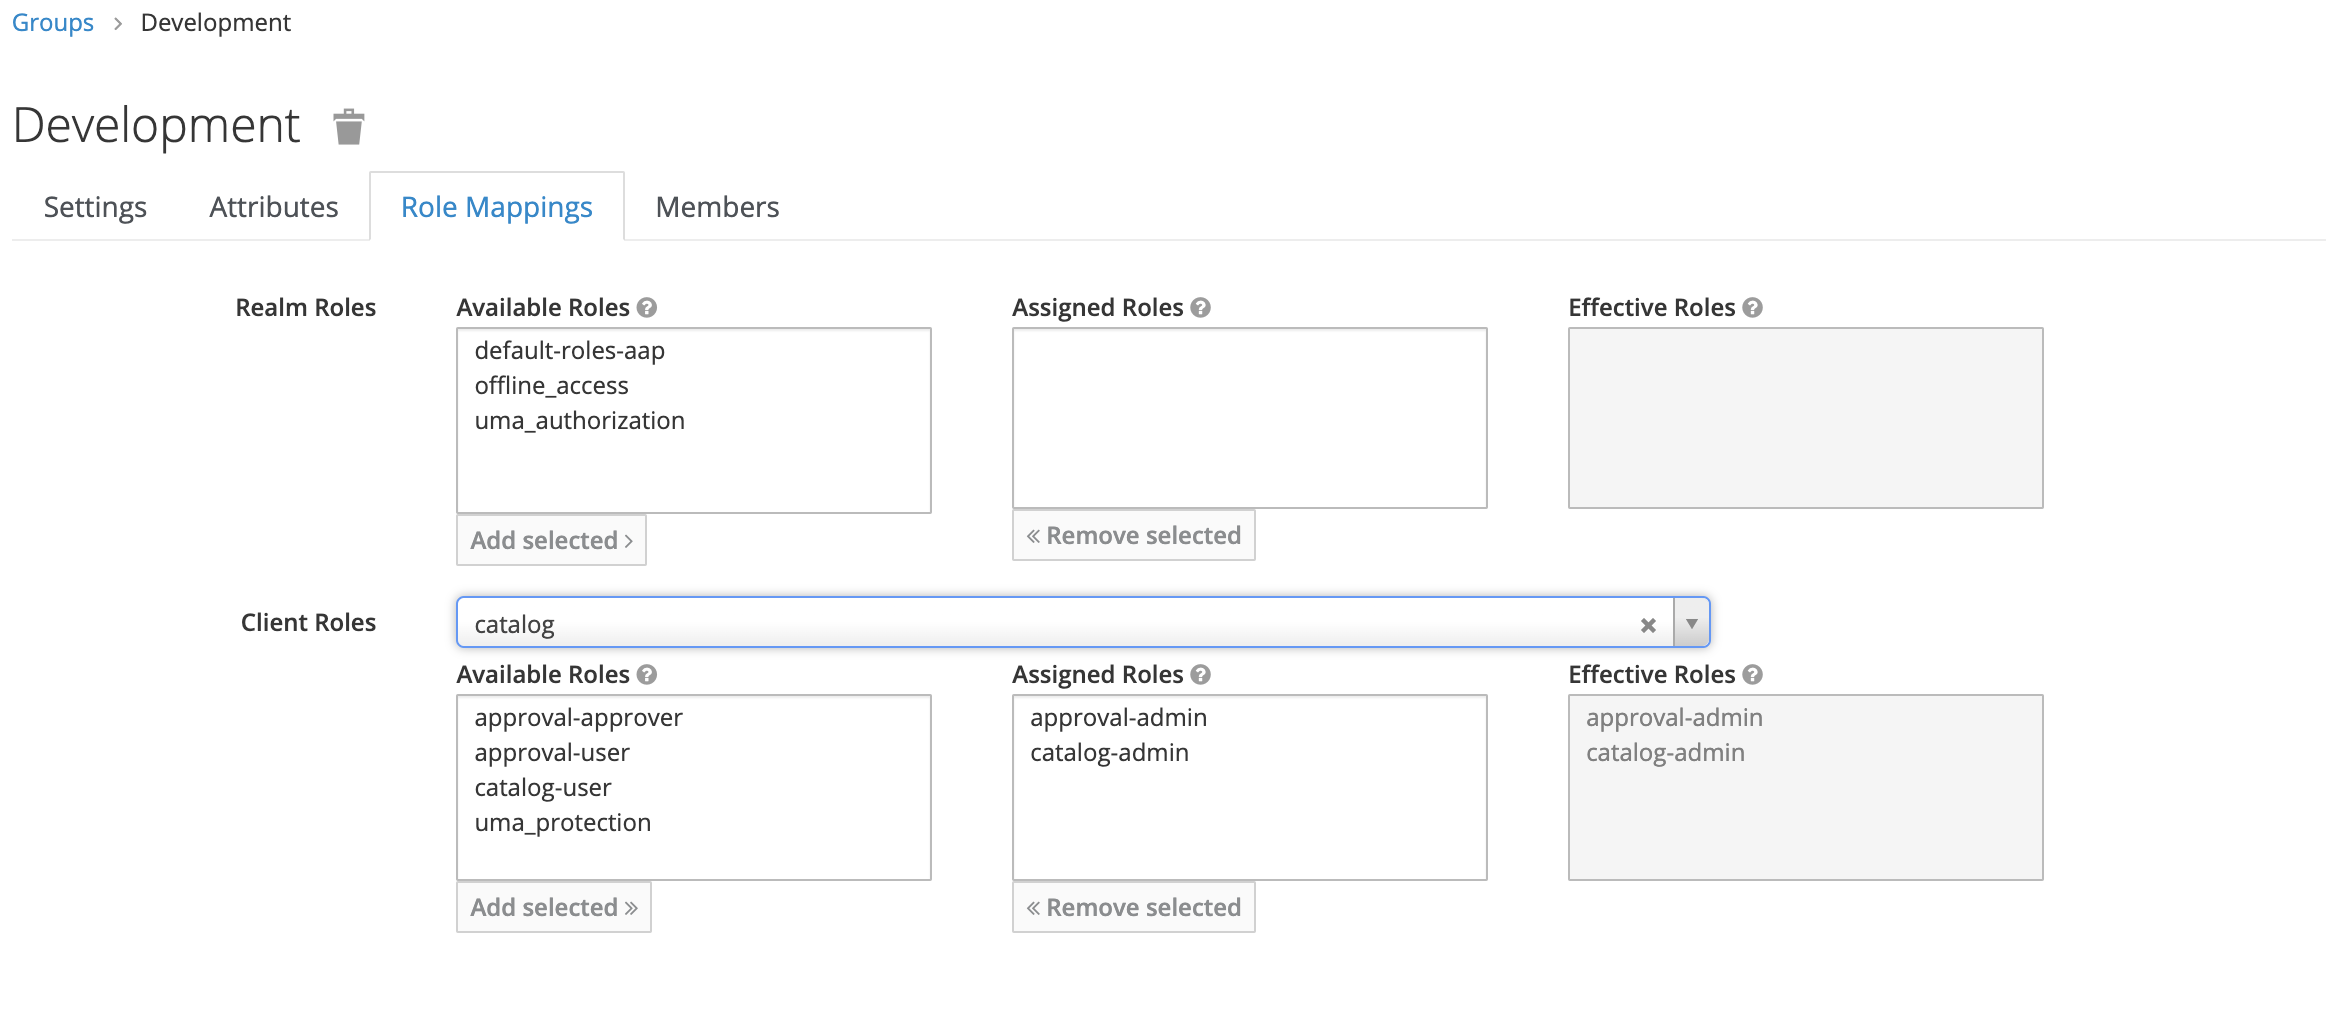 Groups > Development
Development
Settings Attributes Role Mappings Members
Realm Roles Available Roles Assigned Roles Effective Roles
default-roles-aap
offline_access
uma_authorization
Add selected › « Remove selected
Client Roles catalog
Available Roles Assigned Roles Effective Roles
approval-approver approval-admin approval-admin
approval-user catalog-admin catalog-admin
catalog-user
uma_protection
Add selected » « Remove selected